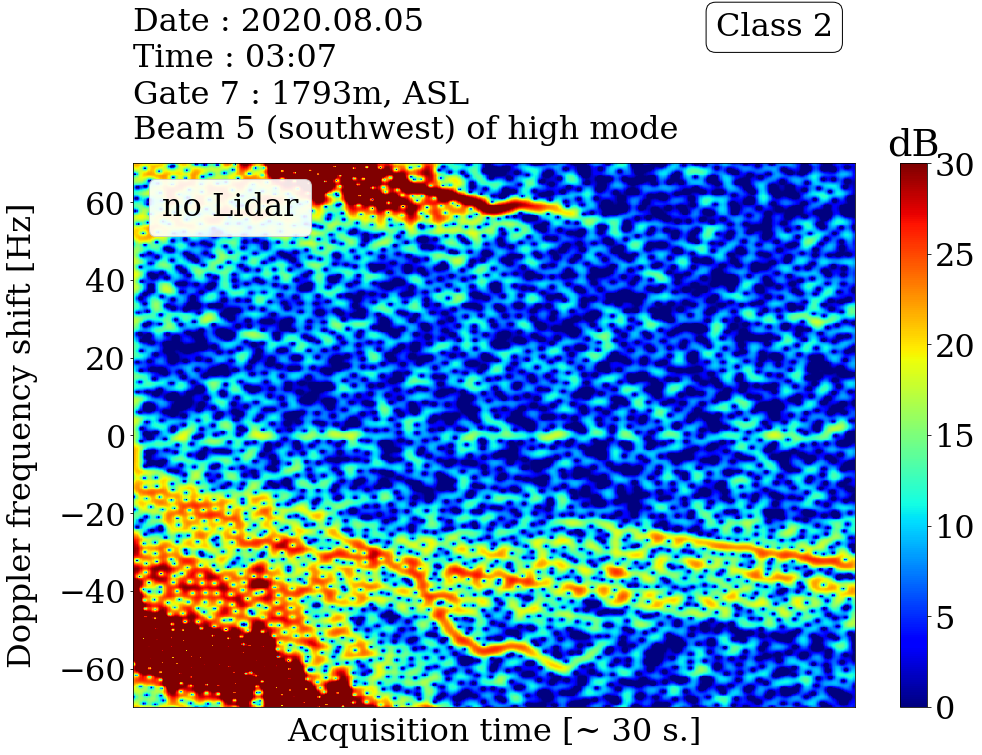 Date : 2020.08.05
Time : 03:07
Gate 7 : 1793m, ASL
Beam 5 (southwest) of high mode
Class 2
dB
no Lidar
Doppler frequency shift [Hz]
60
40
20
0
−20
−40
−60
30
25
20
15
10
5
0
Acquisition time [~ 30 s.]